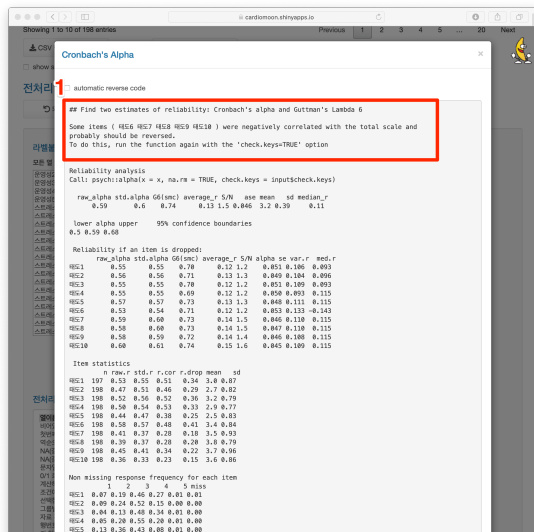 cardiomoon.shinyapps.io
Showing 1 to 10 of 198 entries
Previous 1 2 3 4 5 ... 20 Next
CSV
Cronbach's Alpha
×
show s
전처리
1
automatic reverse code
## Find two estimates of reliability: Cronbach's alpha and Guttman's Lambda 6
Some items ( 태도6 태도7 태도8 태도9 태도10 ) were negatively correlated with the total scale and
probably should be reversed.
To do this, run the function again with the 'check.keys=TRUE' option
Reliability analysis
Call: psych::alpha(x = x, na.rm = TRUE, check.keys = input$check.keys)
raw_alpha std.alpha G6(smc) average_r S/N ase mean sd median_r
0.59 0.6 0.74 0.13 1.5 0.046 3.2 0.39 0.11
lower alpha upper 95% confidence boundaries
0.5 0.59 0.68
Reliability if an item is dropped:
raw_alpha std.alpha G6(smc) average_r S/N alpha se var.r med.r
태도1 0.55 0.55 0.70 0.12 1.2 0.051 0.106 0.093
태도2 0.56 0.56 0.71 0.13 1.3 0.049 0.104 0.096
태도3 0.55 0.55 0.70 0.12 1.2 0.051 0.109 0.093
태도4 0.55 0.55 0.69 0.12 1.2 0.050 0.093 0.115
태도5 0.57 0.57 0.73 0.13 1.3 0.048 0.111 0.115
태도6 0.53 0.54 0.71 0.12 1.2 0.053 0.133 -0.143
태도7 0.59 0.60 0.73 0.14 1.5 0.046 0.110 0.115
태도8 0.58 0.60 0.73 0.14 1.5 0.047 0.110 0.115
태도9 0.58 0.59 0.72 0.14 1.4 0.046 0.108 0.115
태도10 0.60 0.61 0.74 0.15 1.6 0.045 0.109 0.115
Item statistics
n raw.r std.r r.cor r.drop mean sd
태도1 197 0.53 0.55 0.51 0.34 3.0 0.87
태도2 198 0.47 0.51 0.46 0.29 2.7 0.82
태도3 198 0.52 0.56 0.52 0.36 3.2 0.79
태도4 198 0.50 0.54 0.53 0.33 2.9 0.77
태도5 198 0.44 0.47 0.38 0.25 2.5 0.83
태도6 198 0.58 0.57 0.48 0.41 3.4 0.84
태도7 198 0.41 0.37 0.28 0.18 3.5 0.93
태도8 198 0.39 0.37 0.28 0.20 3.8 0.79
태도9 198 0.45 0.41 0.34 0.22 3.7 0.96
태도10 198 0.36 0.33 0.23 0.15 3.6 0.86
Non missing response frequency for each item
1 2 3 4 5 miss
태도1 0.07 0.19 0.46 0.27 0.01 0.01
태도2 0.09 0.24 0.52 0.15 0.00 0.00
태도3 0.04 0.13 0.48 0.34 0.01 0.00
태도4 0.05 0.20 0.55 0.20 0.01 0.00
태도5 0.13 0.36 0.43 0.08 0.01 0.00